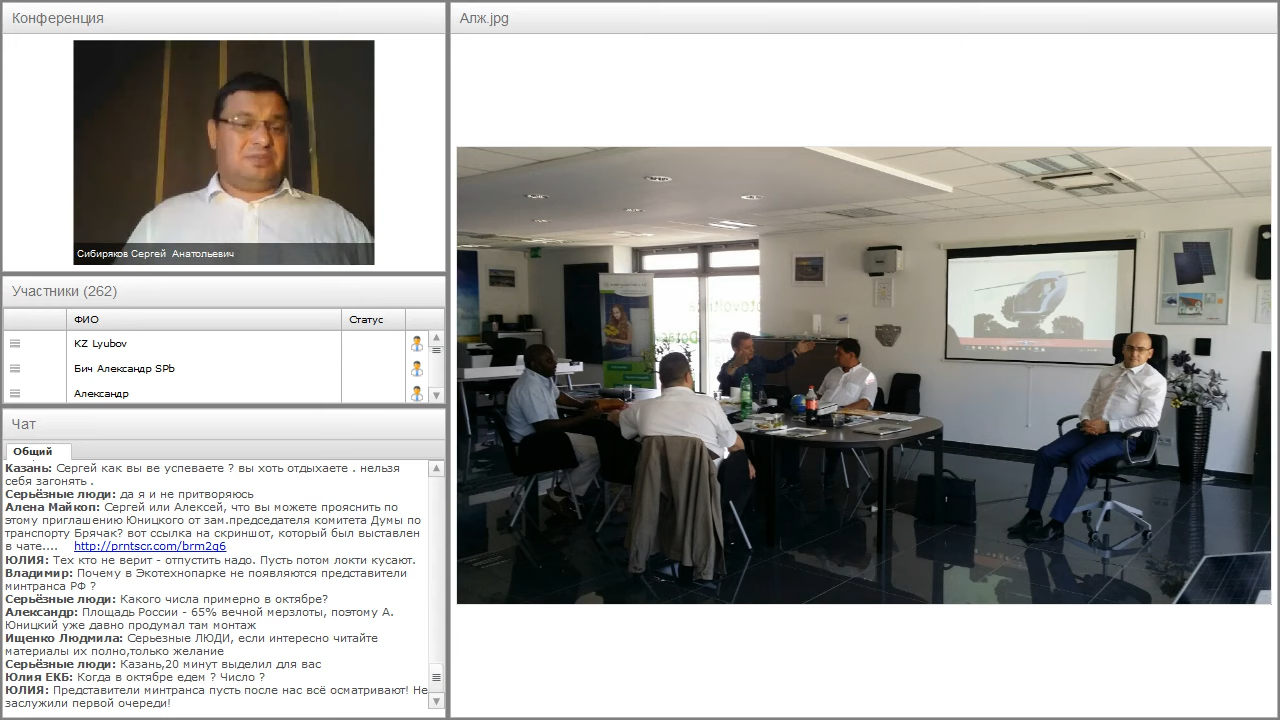 Конференция
Сибиряков Сергей Анатольевич
Участники (262)
ФИО Статус
KZ Lyubov
Бич Александр SPb
Александр
Чат
Общий
Казань: Сергей как вы ве успеваете ? вы хоть отдыхаете . нельзя
себя загонять .
Серьёзные люди: да я и не притворяюсь
Алена Майкоп: Сергей или Алексей, что вы можете прояснить по
этому приглашению Юницкого от зам.председателя комитета Думы по
транспорту Брячак? вот ссылка на скриншот, который был выставлен
в чате.... http://prntscr.com/brm2q6
ЮЛИЯ: Тех кто не верит - отпустить надо. Пусть потом локти кусают.
Владимир: Почему в Экотехнопарке не появляются представители
минтранса РФ ?
Серьёзные люди: Какого числа примерно в октябре?
Александр: Площадь России - 65% вечной мерзлоты, поэтому А.
Юницкий уже давно продумал там монтаж
Ищенко Людмила: Серьезные ЛЮДИ, если интересно читайте
материалы их полно,только желание
Серьёзные люди: Казань,20 минут выделил для вас
Юлия ЕКБ: Когда в октябре едем ? Число ?
ЮЛИЯ: Представители минтранса пусть после нас всё осматривают! Не
заслужили первой очереди!
Алж.jpg